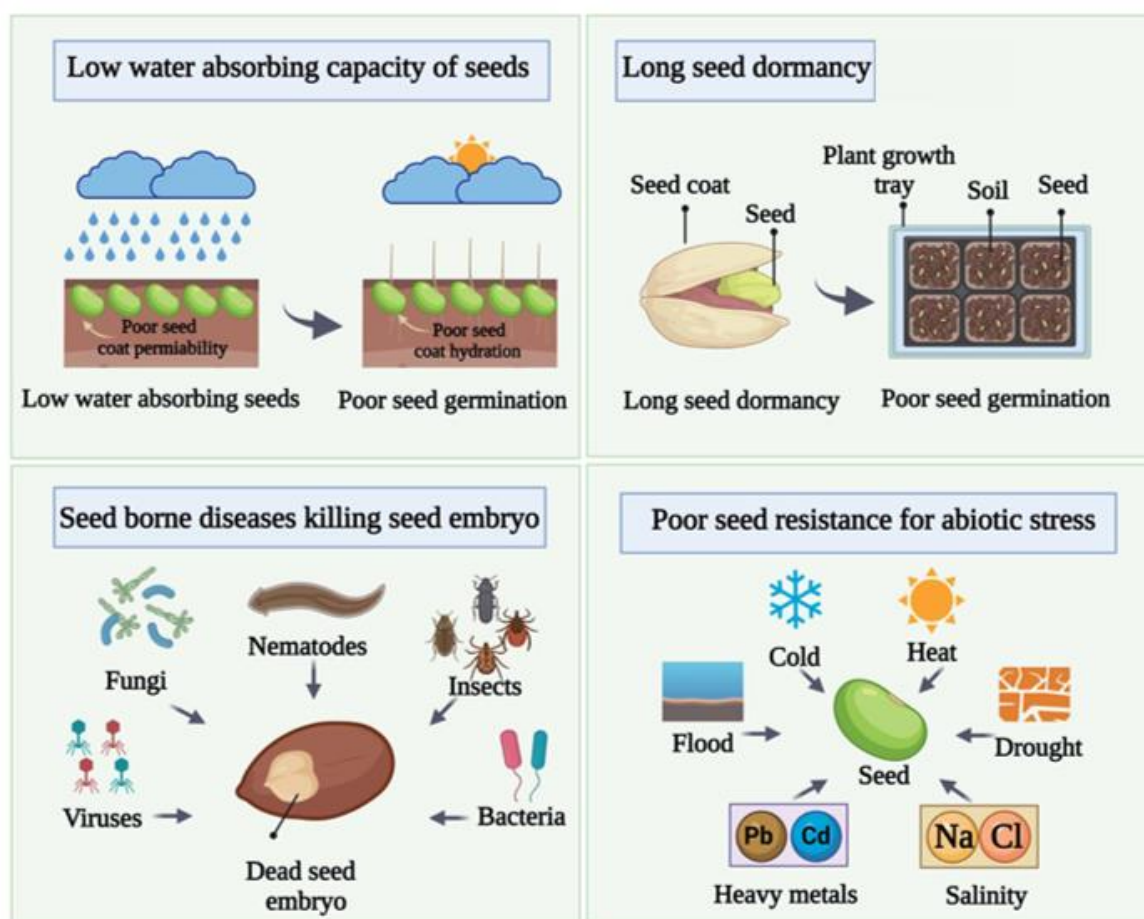 Low water absorbing capacity of seeds
Poor seed
coat permiability
Poor seed
coat hydration
Low water absorbing seeds
Poor seed germination
Long seed dormancy
Seed coat
Seed
Plant growth
tray
Soil
Seed
Long seed dormancy
Poor seed germination
Seed borne diseases killing seed embryo
Fungi
Nematodes
Insects
Viruses
Bacteria
Dead seed
embryo
Poor seed resistance for abiotic stress
Cold
Heat
Flood
Drought
Seed
Pb
Cd
Na
Cl
Heavy metals
Salinity